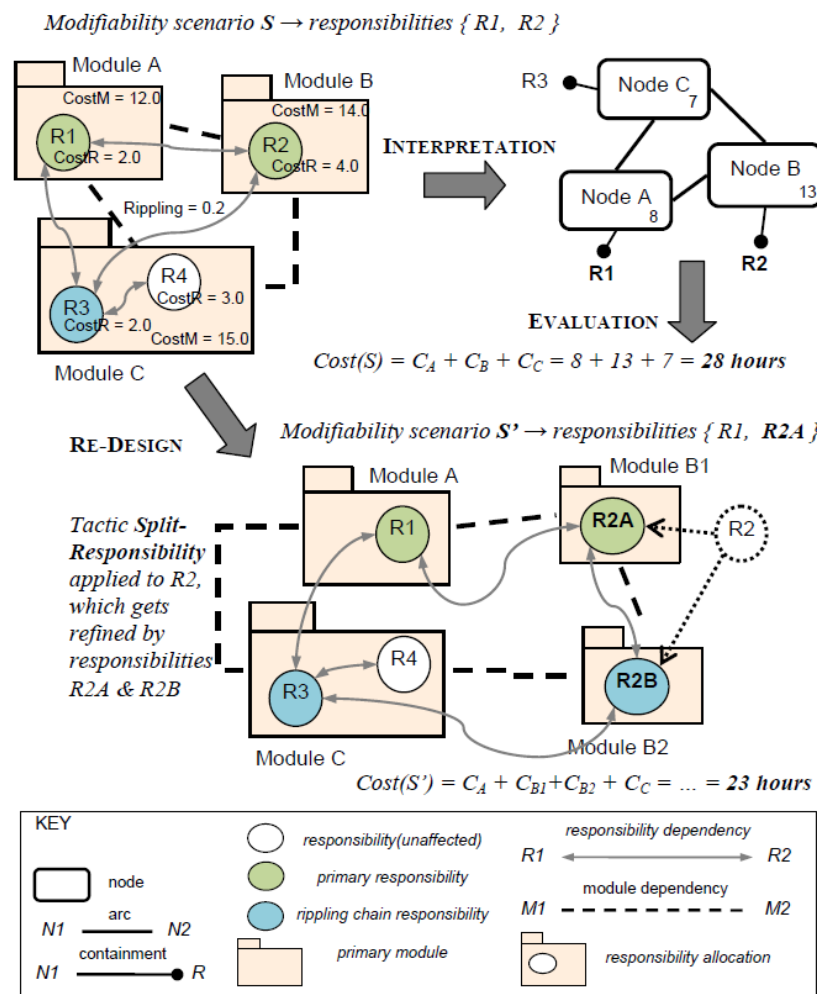 Modifiability scenario S → responsibilities { R1, R2 }
Module A
Module B
CostM = 12.0
CostM = 14.0
R1
CostR = 2.0
R2
CostR = 4.0
Rippling = 0.2
R4
CostR = 3.0
R3
CostR = 2.0
CostM = 15.0
Module C
INTERPRETATION
R3
Node C
7
Node B
13
Node A
8
R1
R2
EVALUATION
Cost(S) = CA + CB + CC = 8 + 13 + 7 = 28 hours
RE-DESIGN
Modifiability scenario S' → responsibilities { R1, R2A }
Tactic Split-
Responsibility
applied to R2,
which gets
refined by
responsibilities
R2A & R2B
Module A
R1
Module B1
R2A
R2
R3
R4
Module C
R2B
Module B2
Cost(S') = CA + CB1+CB2 + CC = ... = 23 hours
KEY
node
N1 arc N2
N1 containment R
responsibility(unaffected)
primary responsibility
rippling chain responsibility
primary module
responsibility dependency
R1 R2
module dependency
M1 M2
responsibility allocation